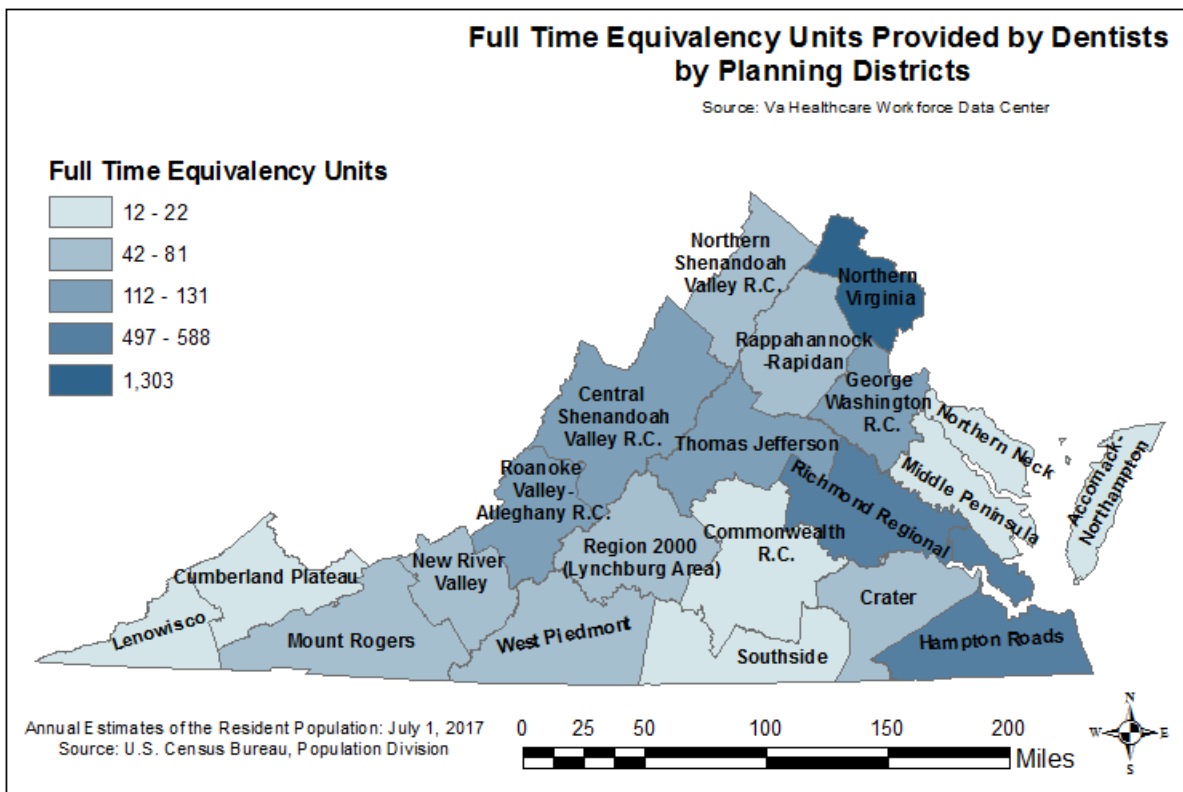 Full Time Equivalency Units Provided by Dentists
by Planning Districts
Source: Va Healthcare Workforce Data Center
Full Time Equivalency Units
12 - 22
42 - 81
112 - 131
497 - 588
1,303
Northern
Shenandoah
Valley R.C.
Northern
Virginia
Rappahannock
-Rapidan
George
Washington
R.C.
Central
Shenandoah
Valley R.C.
Thomas Jefferson
Northern Neck
Middle Peninsula
Accomack-
Northampton
Roanoke
Valley-
Alleghany R.C.
Richmond Regional
Commonwealth
R.C.
Region 2000
(Lynchburg Area)
New River
Valley
Cumberland Plateau
Lenowisco
Mount Rogers
West Piedmont
Southside
Crater
Hampton Roads
Annual Estimates of the Resident Population: July 1, 2017
Source: U.S. Census Bureau, Population Division
0 25 50 100 150 200
Miles
N
W E
S